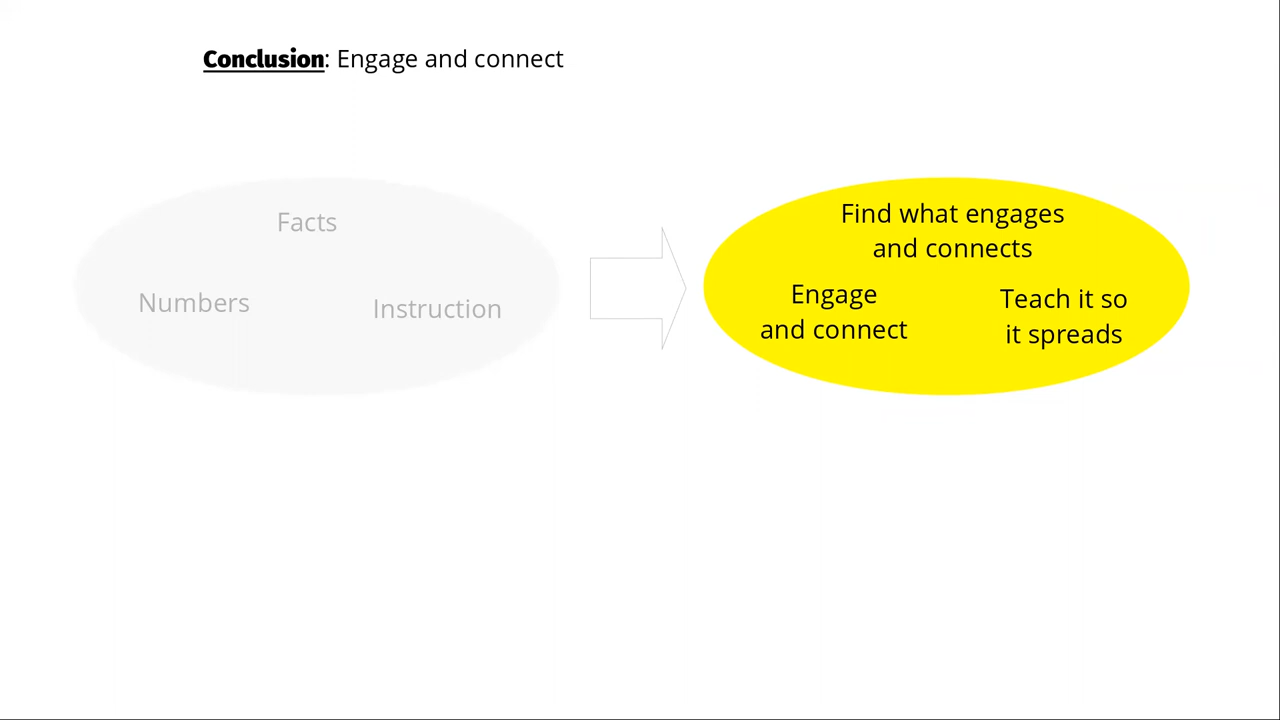 Conclusion: Engage and connect
Facts
Numbers
Instruction
Find what engages
and connects
Engage
and connect
Teach it so
it spreads